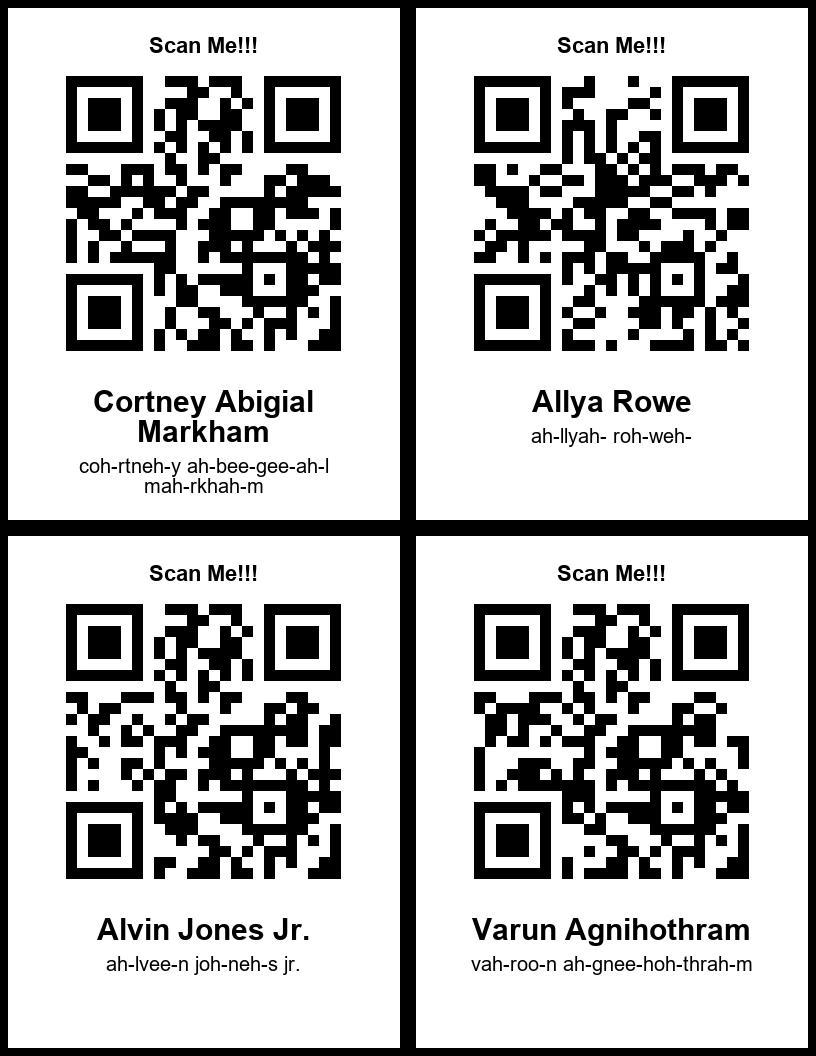 Scan Me!!!
Cortney Abigial
Markham
coh-rtneh-y ah-bee-gee-ah-l
mah-rkhah-m
Scan Me!!!
Allya Rowe
ah-llyah- roh-weh-
Scan Me!!!
Alvin Jones Jr.
ah-lvee-n joh-neh-s jr.
Scan Me!!!
Varun Agnihothram
vah-roo-n ah-gnee-hoh-thrah-m